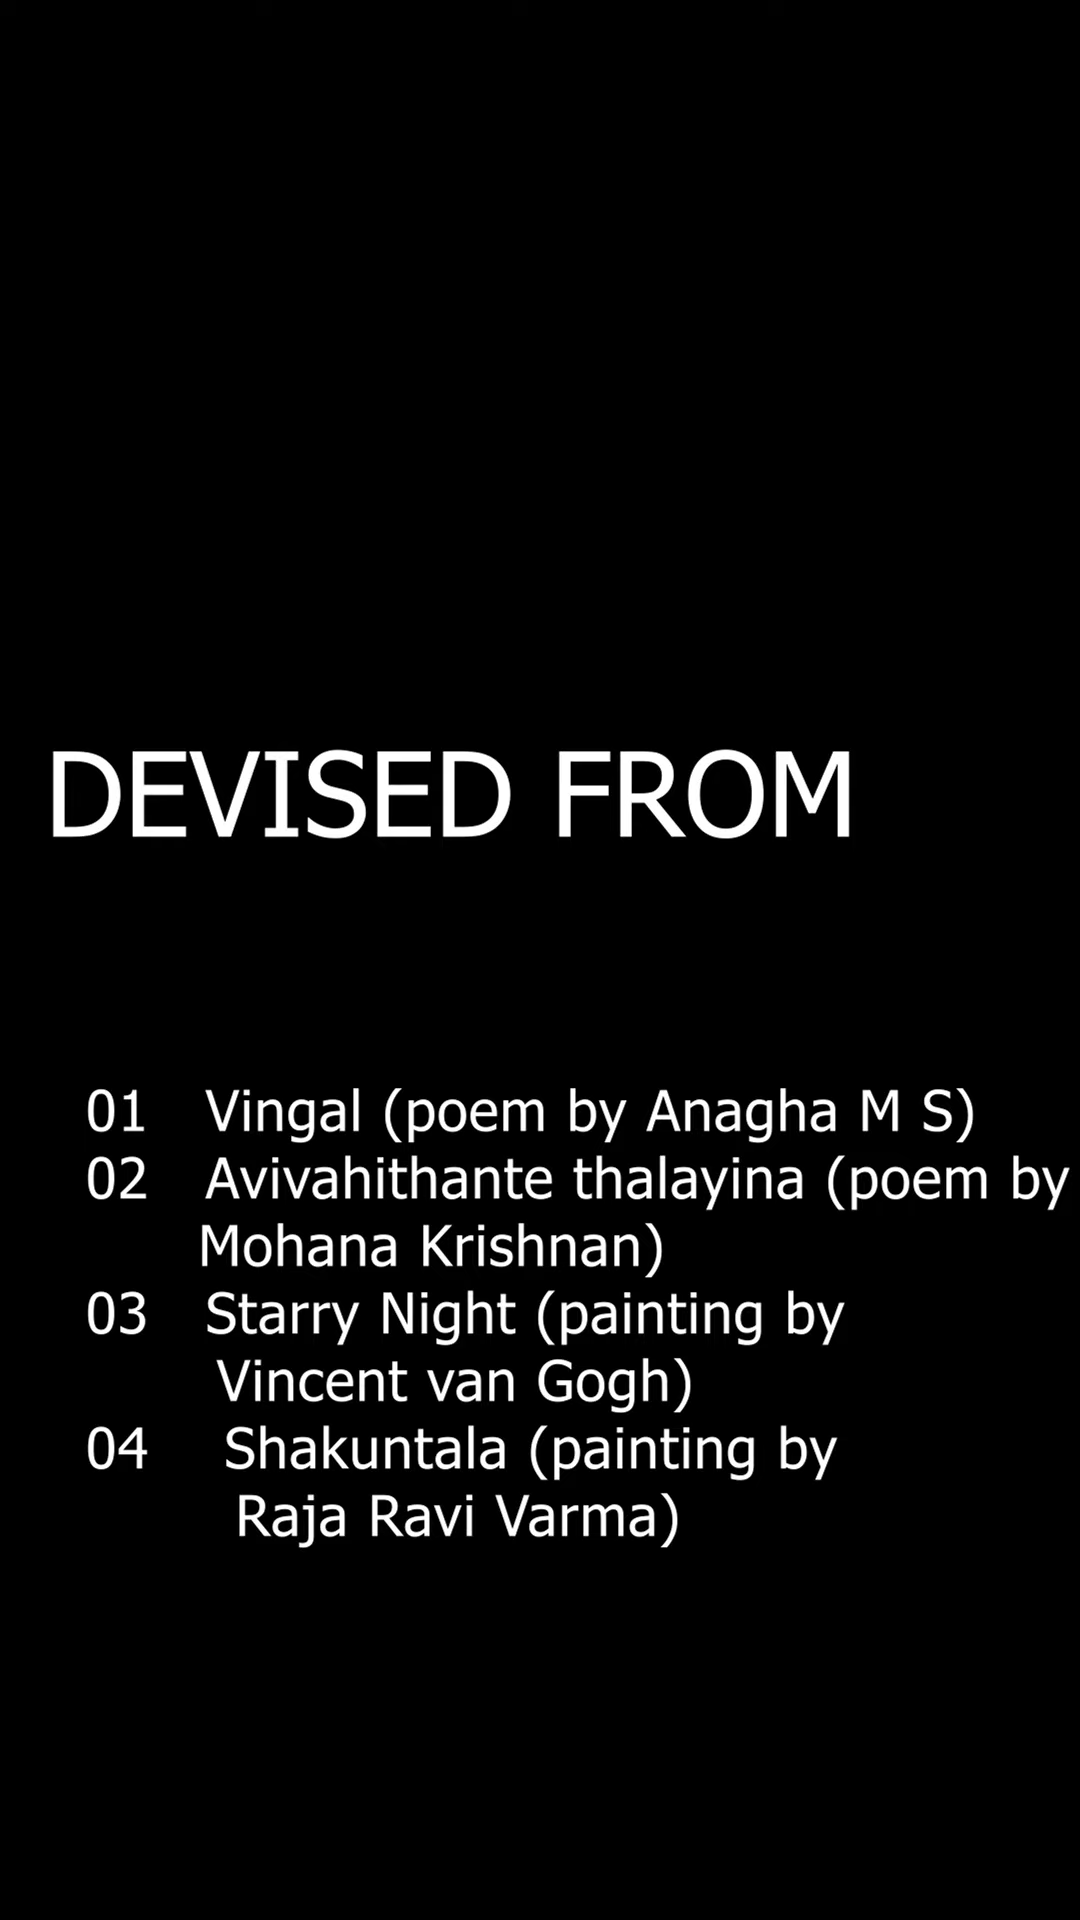 DEVISED FROM
01 Vingal (poem by Anagha M S)
02 Avivahithante thalayina (poem by
Mohana Krishnan)
03 Starry Night (painting by
Vincent van Gogh)
04 Shakuntala (painting by
Raja Ravi Varma)